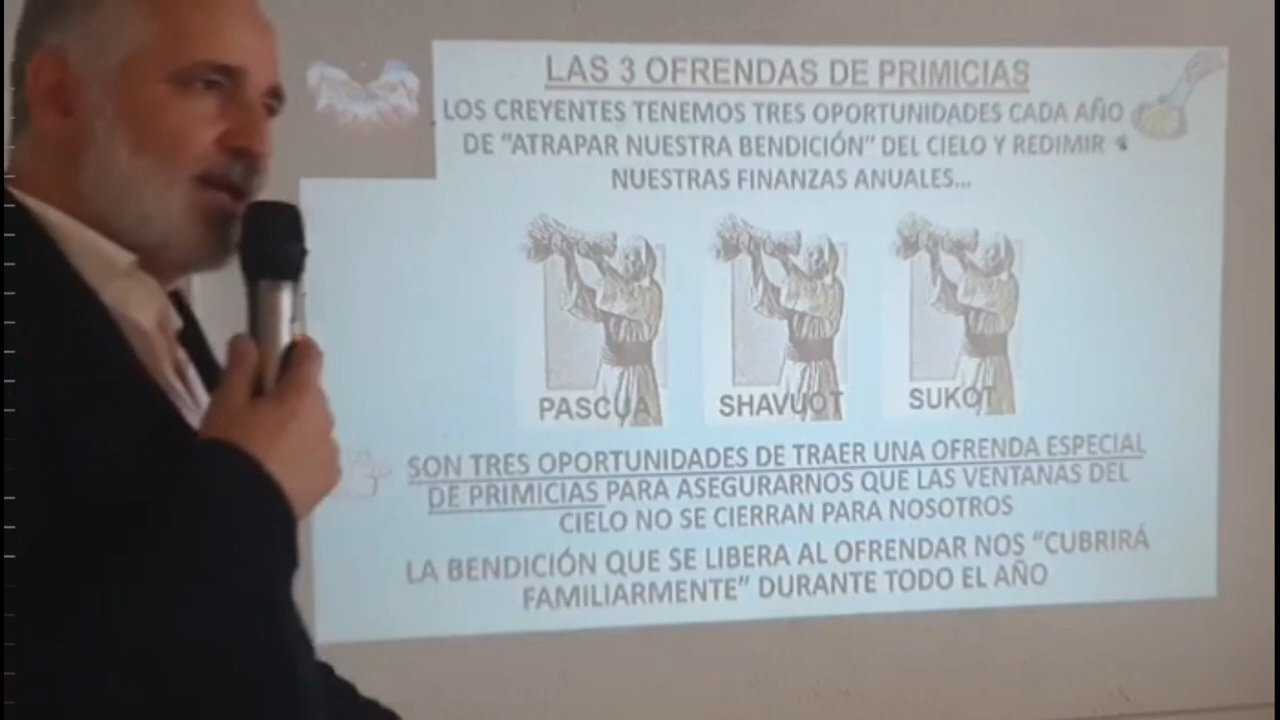 LAS 3 OFRENDAS DE PRIMICIAS
LOS CREYENTES TENEMOS TRES OPORTUNIDADES CADA AÑO
DE "ATRAPAR NUESTRA BENDICIÓN" DEL CIELO Y REDIMIR
NUESTRAS FINANZAS ANUALES...
PASCUA SHAVUOT SUKOT
SON TRES OPORTUNIDADES DE TRAER UNA OFRENDA ESPECIAL
DE PRIMICIAS PARA ASEGURARNOS QUE LAS VENTANAS DEL
CIELO NO SE CIERRAN PARA NOSOTROS
LA BENDICIÓN QUE SE LIBERA AL OFRENDAR NOS "CUBRIRÁ
FAMILIARMENTE" DURANTE TODO EL AÑO